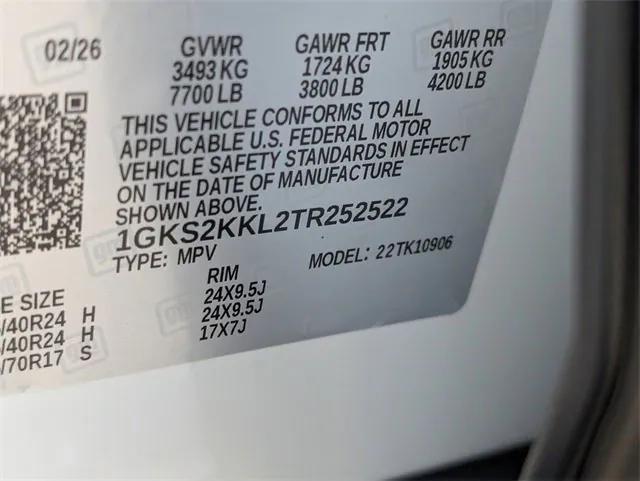 02/26 GVWR GAWR FRT GAWR RR
3493 KG 1724 KG 1905 KG
7700 LB 3800 LB 4200 LB
THIS VEHICLE CONFORMS TO ALL
APPLICABLE U.S. FEDERAL MOTOR
VEHICLE SAFETY STANDARDS IN EFFECT
ON THE DATE OF MANUFACTURE
SHOWN ABOVE.
1GKS2KKL2TR252522
TYPE: MPV MODEL: 22TK10906
E SIZE RIM
/40R24 H 24X9.5J
/40R24 H 24X9.5J
/70R17 S 17X7J